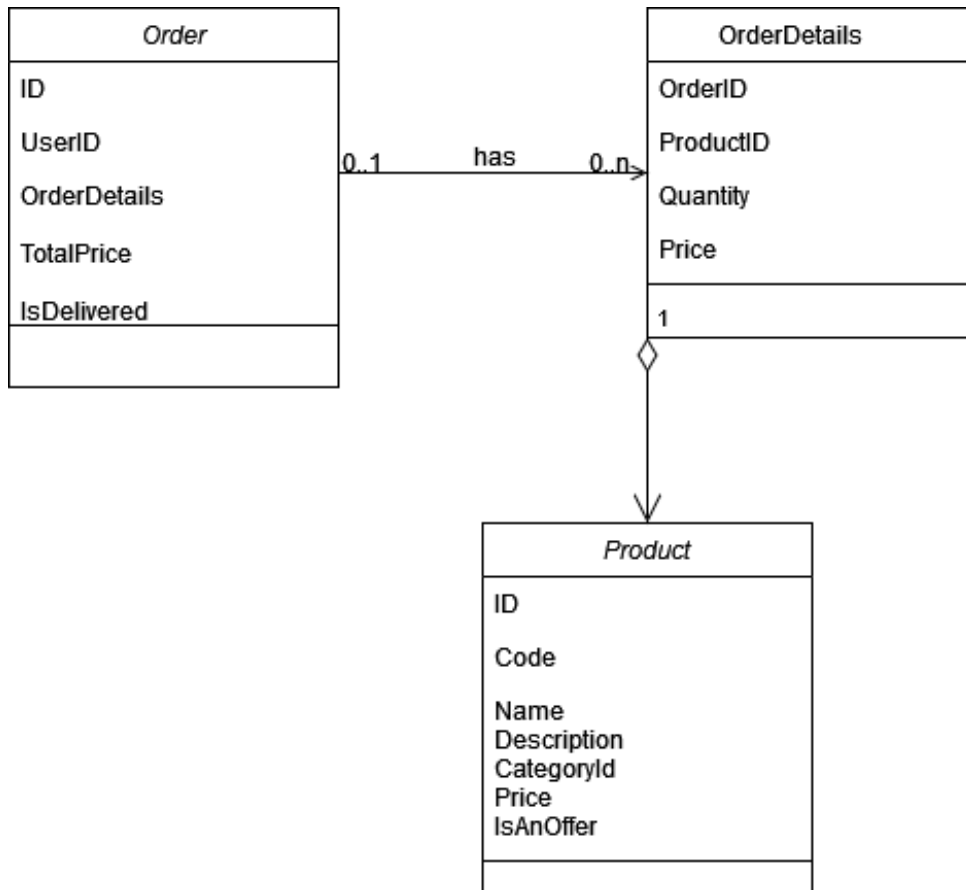 Order
ID
UserID
OrderDetails
TotalPrice
IsDelivered
0..1
has
0..n
OrderDetails
OrderID
ProductID
Quantity
Price
1
Product
ID
Code
Name
Description
CategoryId
Price
IsAnOffer